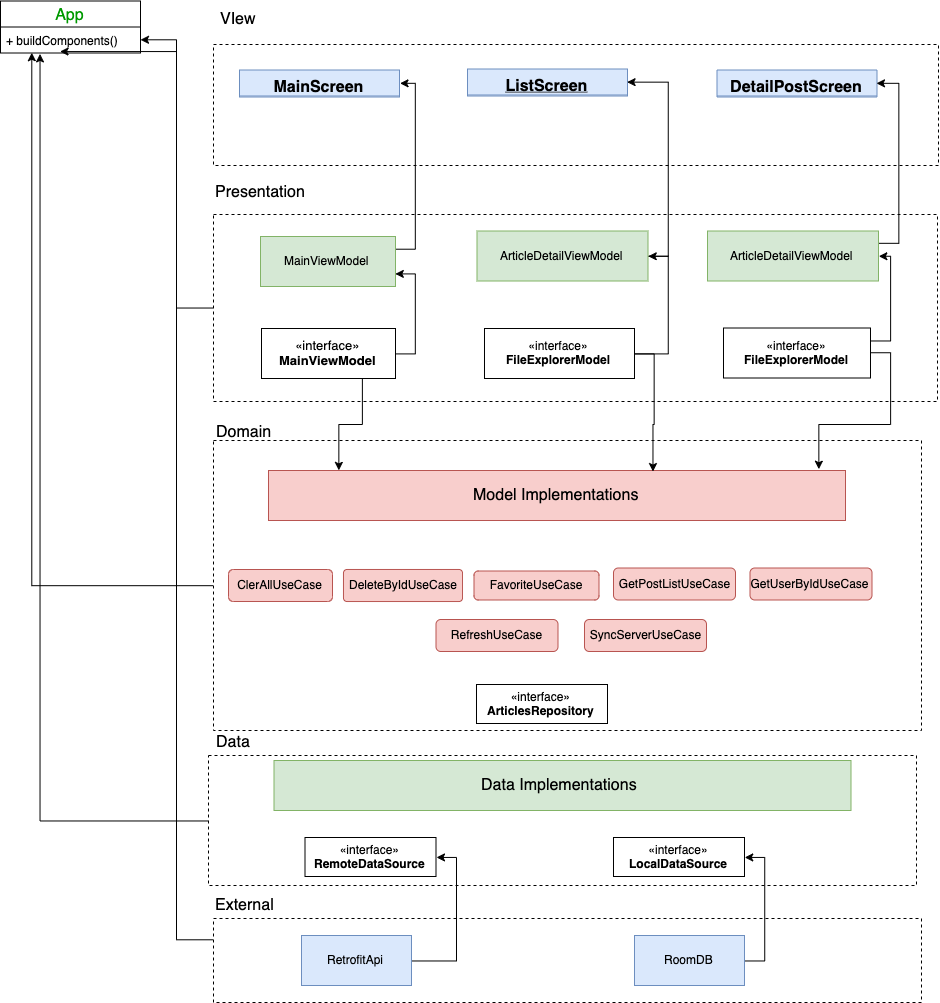 App
+ buildComponents()
VIew
MainScreen
ListScreen
DetailPostScreen
Presentation
MainViewModel
ArticleDetailViewModel
ArticleDetailViewModel
«interface»
MainViewModel
«interface»
FileExplorerModel
«interface»
FileExplorerModel
Domain
Model Implementations
ClerAllUseCase
DeleteByIdUseCase
FavoriteUseCase
GetPostListUseCase
GetUserByIdUseCase
RefreshUseCase
SyncServerUseCase
«interface»
ArticlesRepository
Data
Data Implementations
«interface»
RemoteDataSource
«interface»
LocalDataSource
External
RetrofitApi
RoomDB